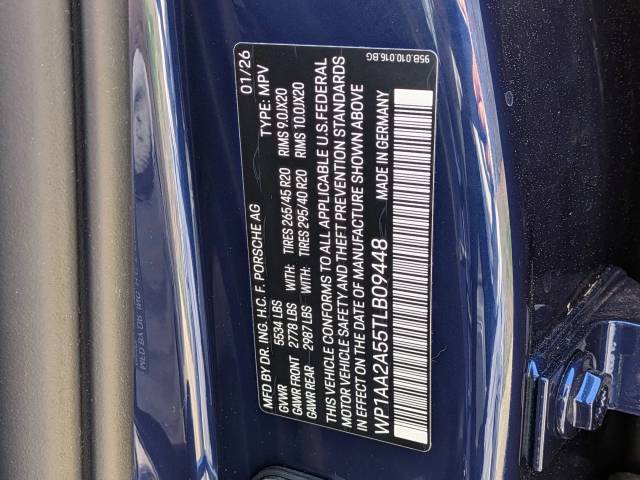 MFD BY DR. ING. H.C. F. PORSCHE AG 01/26
GVWR 5534 LBS TYPE: MPV
GAWR FRONT 2778 LBS WITH: TIRES 265/45 R20 RIMS 9.0JX20
GAWR REAR 2987 LBS WITH: TIRES 295/40 R20 RIMS 10.0JX20
THIS VEHICLE CONFORMS TO ALL APPLICABLE U.S.FEDERAL
MOTOR VEHICLE SAFETY AND THEFT PREVENTION STANDARDS
IN EFFECT ON THE DATE OF MANUFACTURE SHOWN ABOVE
WP1AA2A55TLB09448 MADE IN GERMANY
95B.010.016.BG